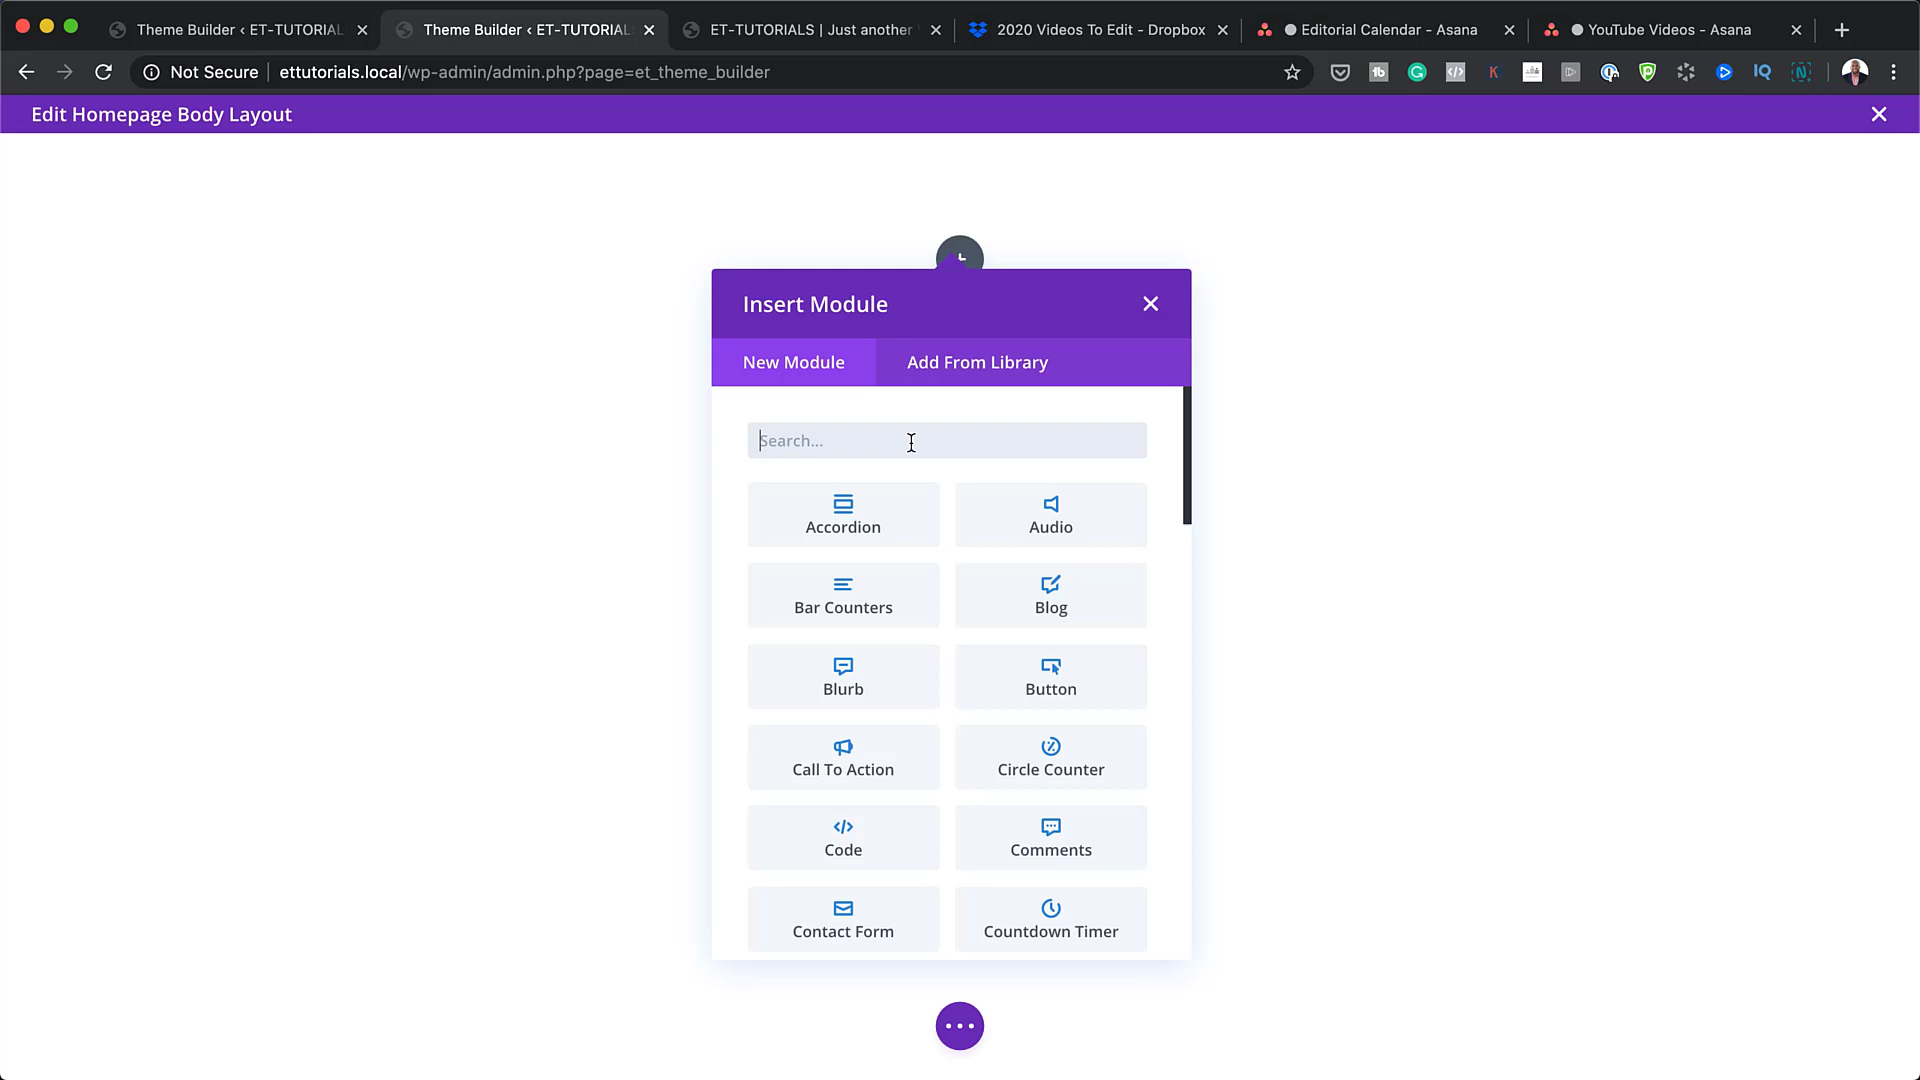 Theme Builder ‹ ET-TUTORIAL
Theme Builder ‹ ET-TUTORIAL
ET-TUTORIALS | Just another
2020 Videos To Edit - Dropbox
Editorial Calendar - Asana
YouTube Videos - Asana
Not Secure
ettutorials.local/wp-admin/admin.php?page=et_theme_builder
Edit Homepage Body Layout
Insert Module
New Module
Add From Library
Search...
Accordion
Audio
Bar Counters
Blog
Blurb
Button
Call To Action
Circle Counter
Code
Comments
Contact Form
Countdown Timer